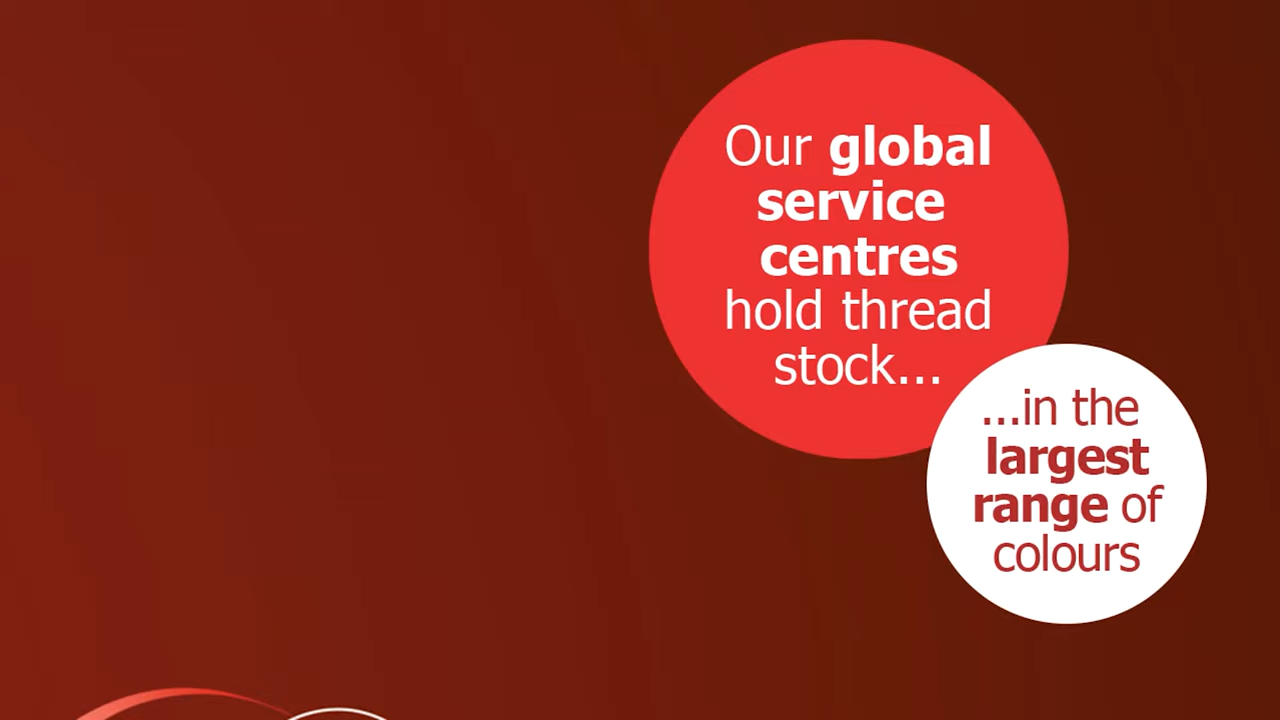 Our global
service
centres
hold thread
stock...
...in the
largest
range of
colours